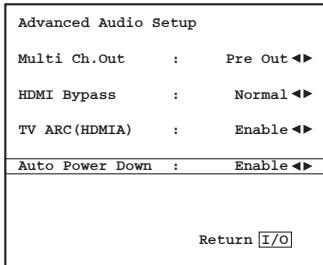 Advanced Audio Setup
Multi Ch.Out : Pre Out ◄►
HDMI Bypass : Normal ◄►
TV ARC(HDMIA) : Enable ◄►
Auto Power Down : Enable ◄►
Return I/O